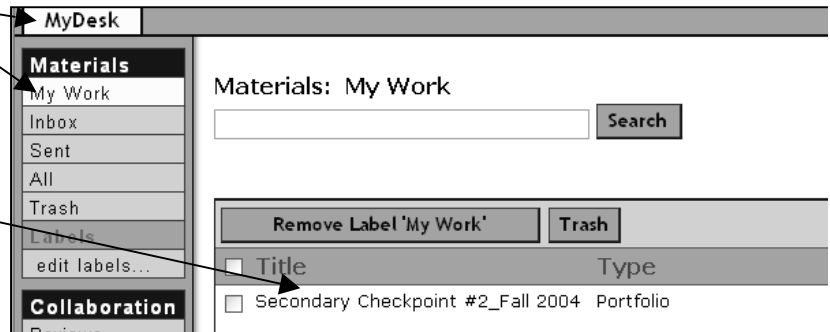 MyDesk
Materials
My Work
Inbox
Sent
All
Trash
Labels
edit labels...
Collaboration
Reviews
Materials: My Work
Search
Remove Label 'My Work' Trash
Title Type
Secondary Checkpoint #2_Fall 2004 Portfolio